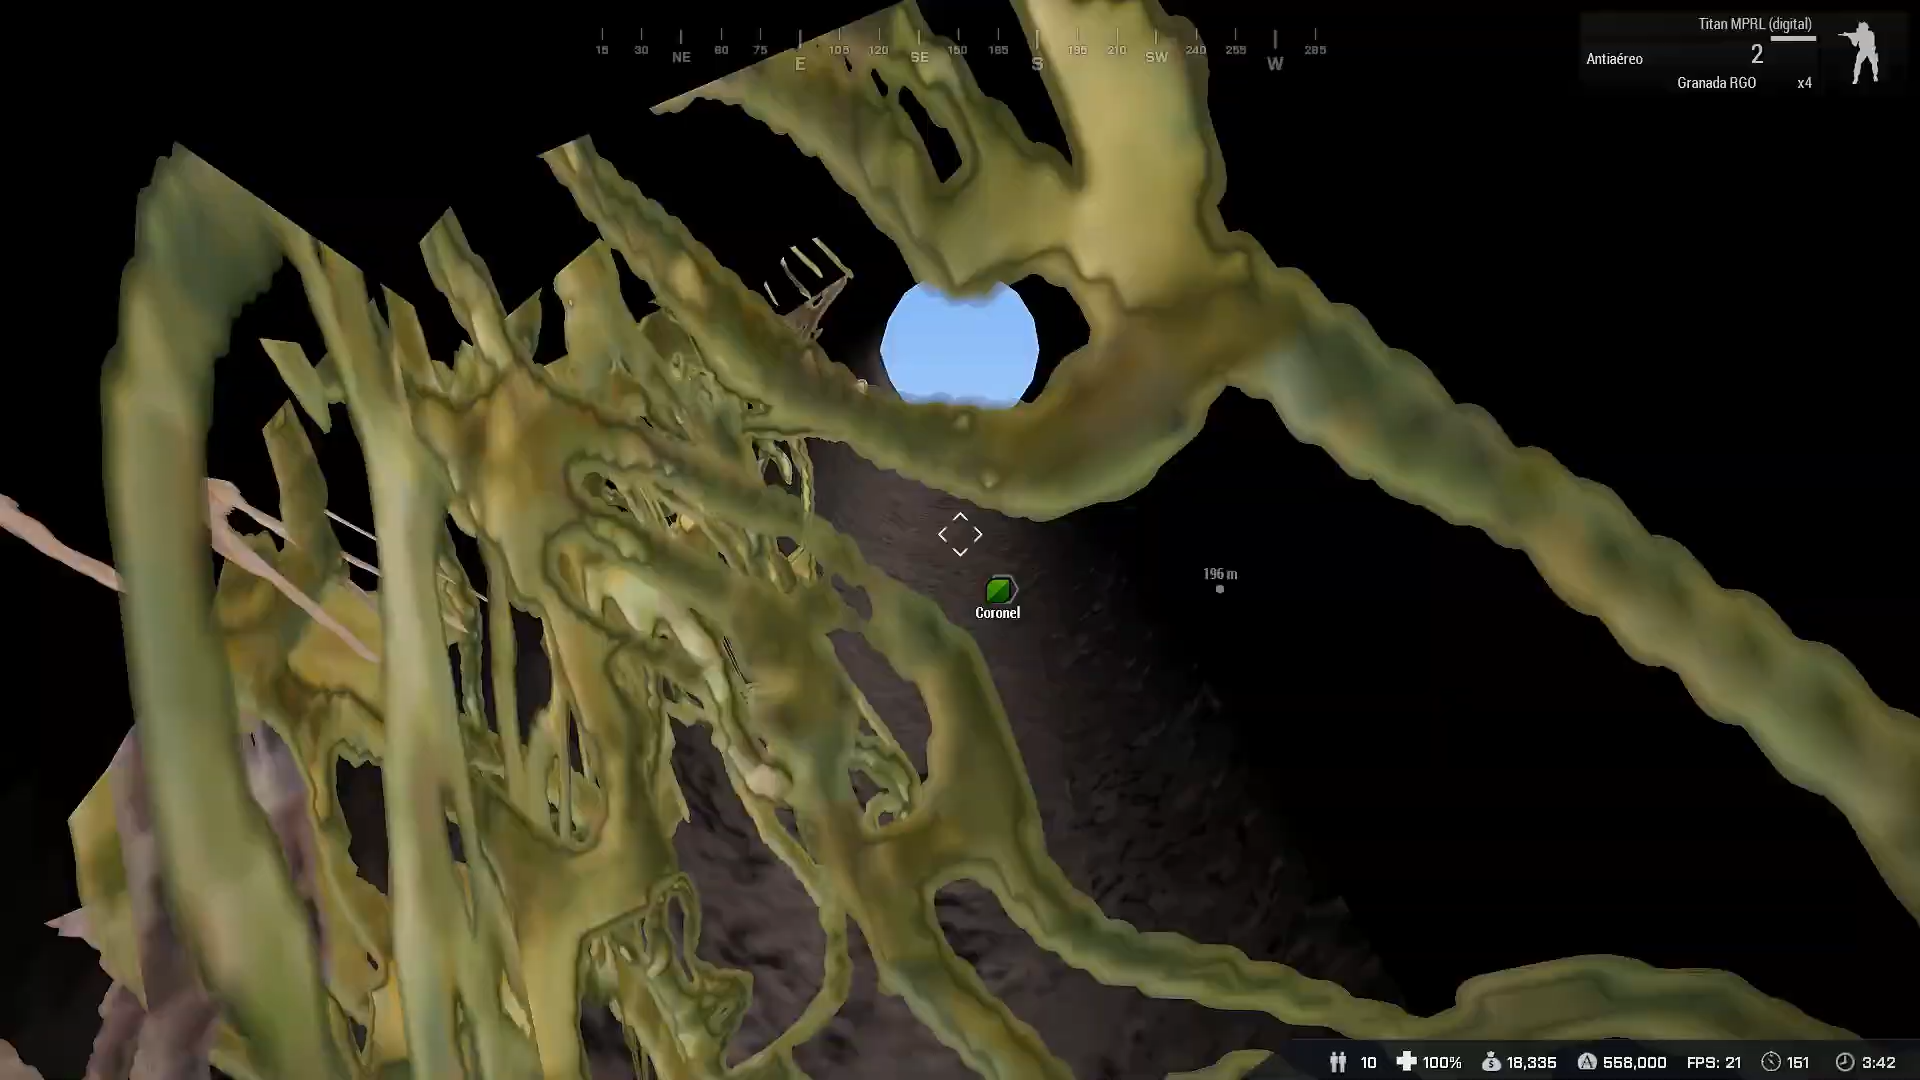 15 30 NE 60 75 E 105 120 SE 150 165 S 195 210 SW 240 255 W 285
Titan MPRL (digital)
Antiaéreo 2
Granada RGO x4
196 m
Coronel
10 100% 18,335 558,000 FPS: 21 151 3:42